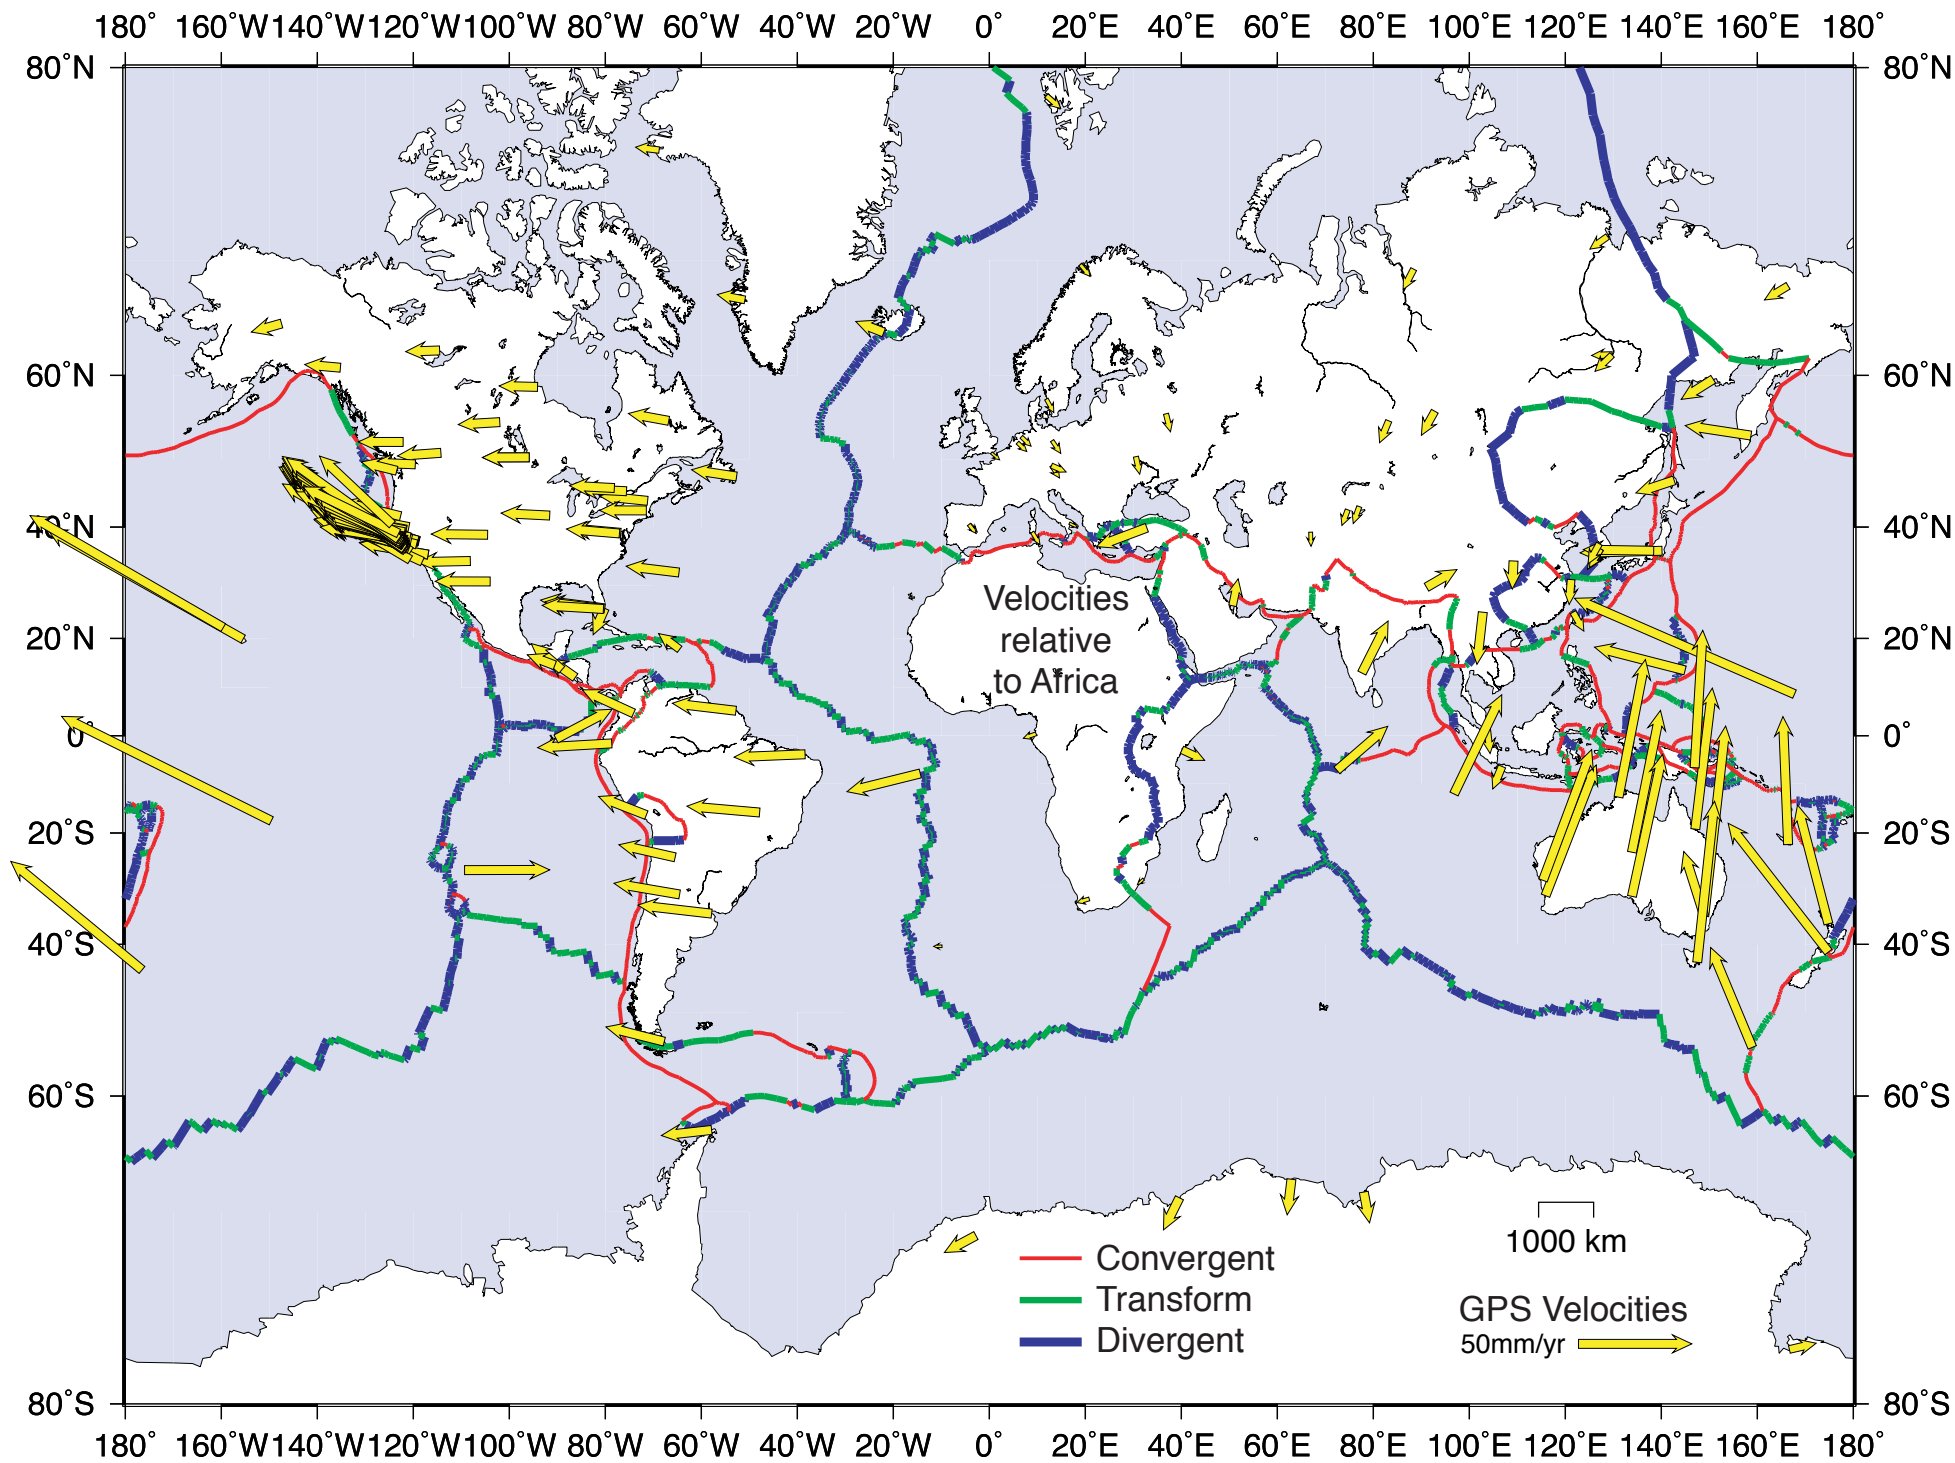 180 160˚W 140˚W 120˚W 100˚W 80˚W 60˚W 40˚W 20˚W 0˚ 20˚E 40˚E 60˚E 80˚E 100˚E 120˚E 140˚E 160˚E 180˚
80˚N 80˚N
60˚N 60˚N
40˚N 40˚N
Velocities
relative
to Africa
20˚N 20˚N
0˚ 0˚
20˚S 20˚S
40˚S 40˚S
60˚S 60˚S
1000 km
Convergent
Transform
Divergent
GPS Velocities
50mm/yr
80˚S 80˚S
180˚ 160˚W 140˚W 120˚W 100˚W 80˚W 60˚W 40˚W 20˚W 0˚ 20˚E 40˚E 60˚E 80˚E 100˚E 120˚E 140˚E 160˚E 180˚